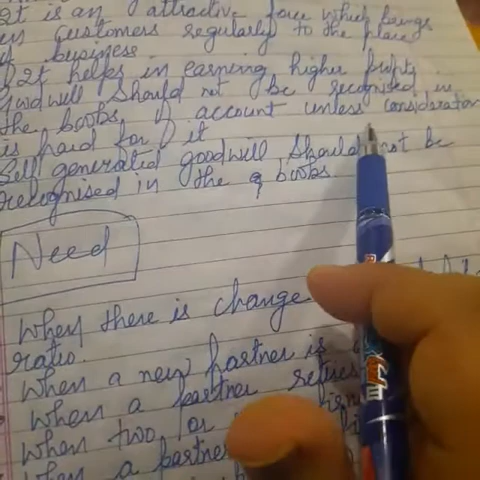 It is an attractive force which brings
in customers regularly to the place
of business
It helps in earning higher profits
Goodwill should not be recognised in
the books of account unless consideration
is paid for it
Self generated goodwill should not be
recognised in the books
Need
When there is change
ratio.
When a new partner is
When a partner
When two or
When a partner